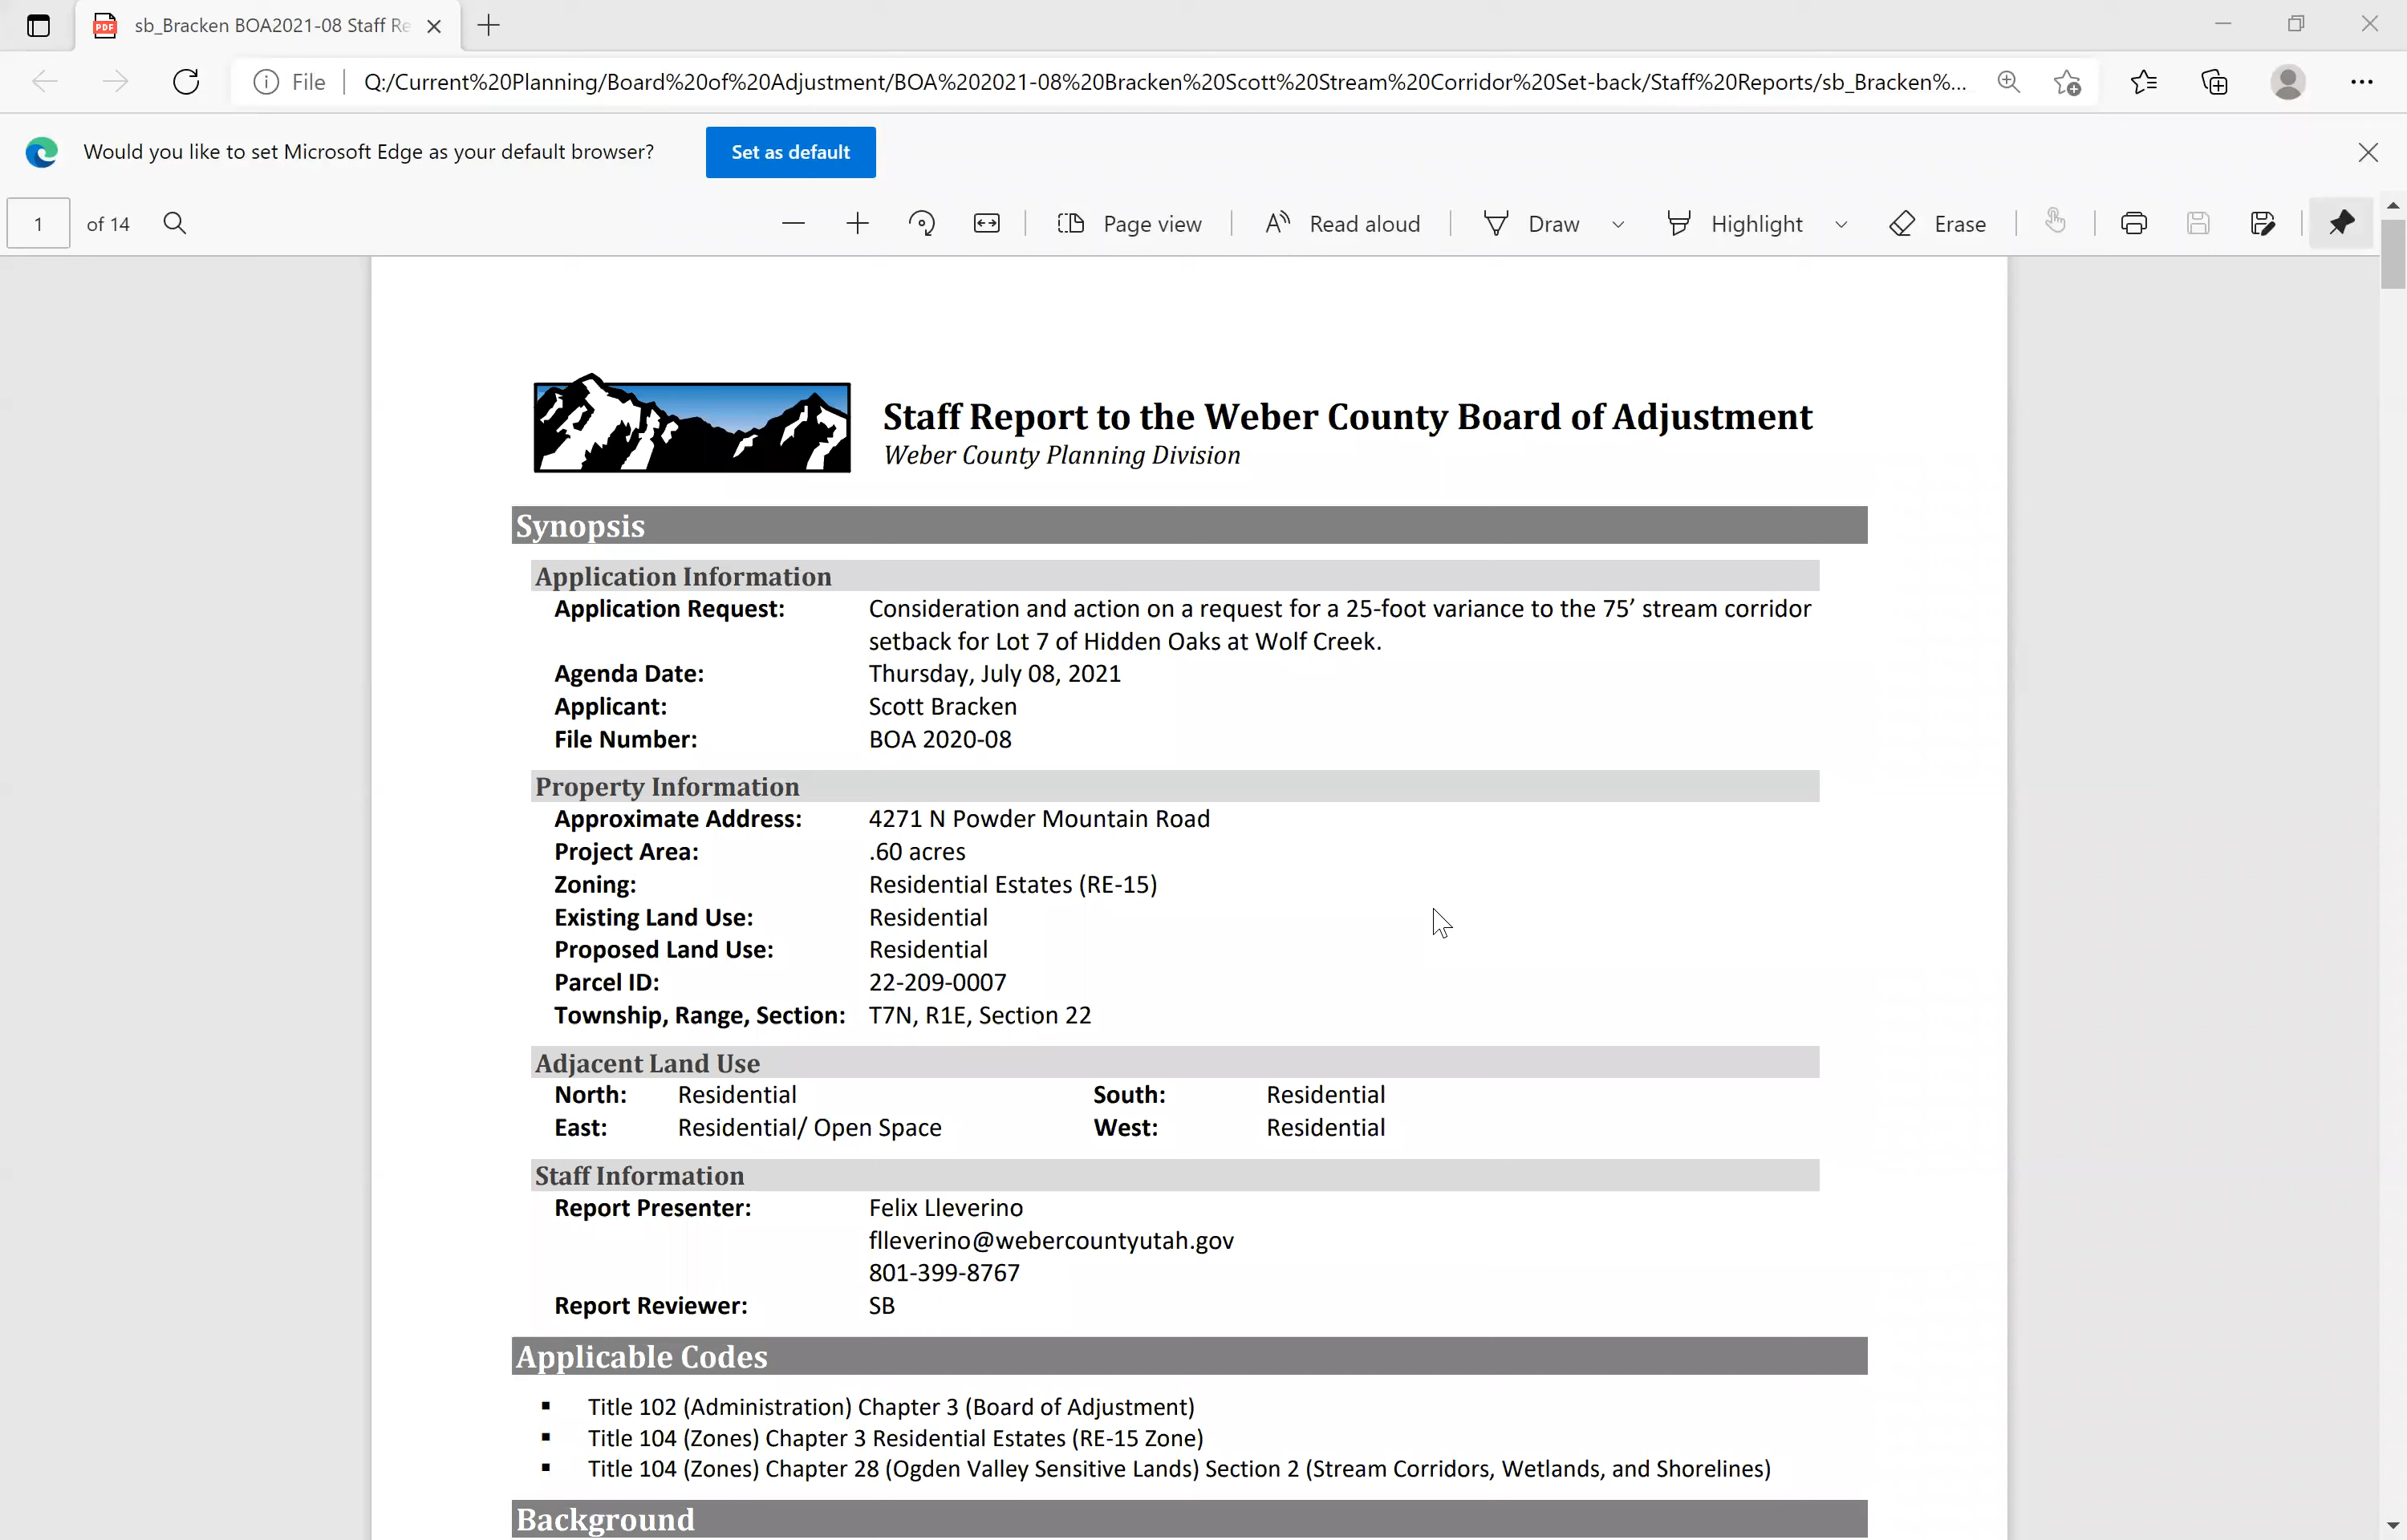 sb_Bracken BOA2021-08 Staff Re
File
Q:/Current%20Planning/Board%20of%20Adjustment/BOA%202021-08%20Bracken%20Scott%20Stream%20Corridor%20Set-back/Staff%20Reports/sb_Bracken%...
Would you like to set Microsoft Edge as your default browser?
Set as default
1 of 14
Page view
Read aloud
Draw
Highlight
Erase
Staff Report to the Weber County Board of Adjustment
Weber County Planning Division
Synopsis
Application Information
Application Request: Consideration and action on a request for a 25-foot variance to the 75’ stream corridor
setback for Lot 7 of Hidden Oaks at Wolf Creek.
Agenda Date: Thursday, July 08, 2021
Applicant: Scott Bracken
File Number: BOA 2020-08
Property Information
Approximate Address: 4271 N Powder Mountain Road
Project Area: .60 acres
Zoning: Residential Estates (RE-15)
Existing Land Use: Residential
Proposed Land Use: Residential
Parcel ID: 22-209-0007
Township, Range, Section: T7N, R1E, Section 22
Adjacent Land Use
North: Residential South: Residential
East: Residential/ Open Space West: Residential
Staff Information
Report Presenter: Felix Lleverino
flleverino@webercountyutah.gov
801-399-8767
Report Reviewer: SB
Applicable Codes
▪ Title 102 (Administration) Chapter 3 (Board of Adjustment)
▪ Title 104 (Zones) Chapter 3 Residential Estates (RE-15 Zone)
▪ Title 104 (Zones) Chapter 28 (Ogden Valley Sensitive Lands) Section 2 (Stream Corridors, Wetlands, and Shorelines)
Background